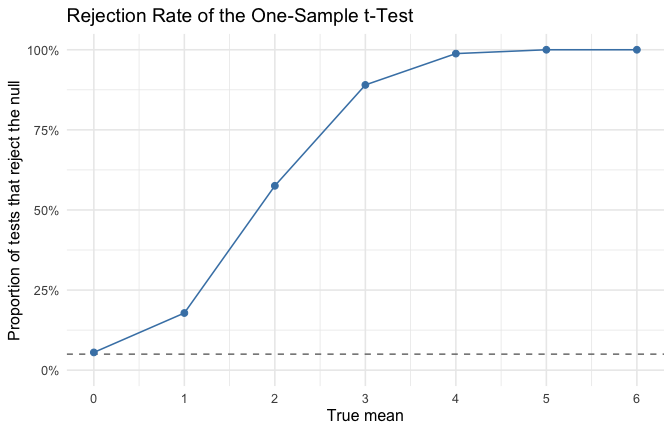 Rejection Rate of the One-Sample t-Test
Proportion of tests that reject the null
100%
75%
50%
25%
0%
0 1 2 3 4 5 6
True mean